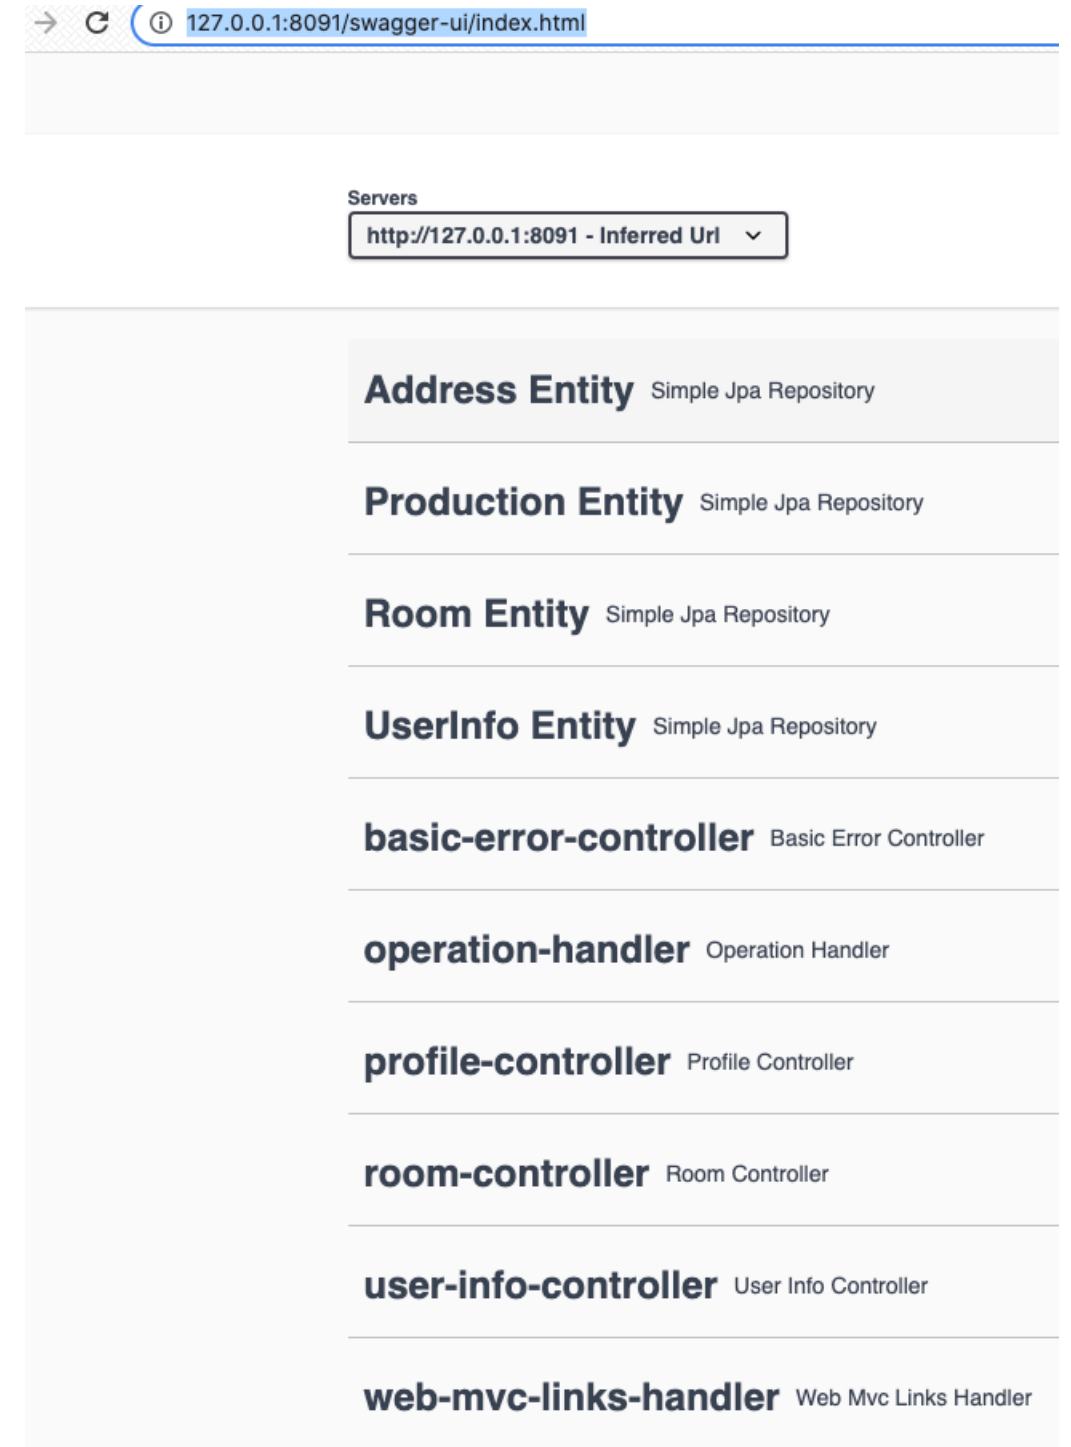 127.0.0.1:8091/swagger-ui/index.html
Servers
http://127.0.0.1:8091 - Inferred Url
Address Entity Simple Jpa Repository
Production Entity Simple Jpa Repository
Room Entity Simple Jpa Repository
UserInfo Entity Simple Jpa Repository
basic-error-controller Basic Error Controller
operation-handler Operation Handler
profile-controller Profile Controller
room-controller Room Controller
user-info-controller User Info Controller
web-mvc-links-handler Web Mvc Links Handler